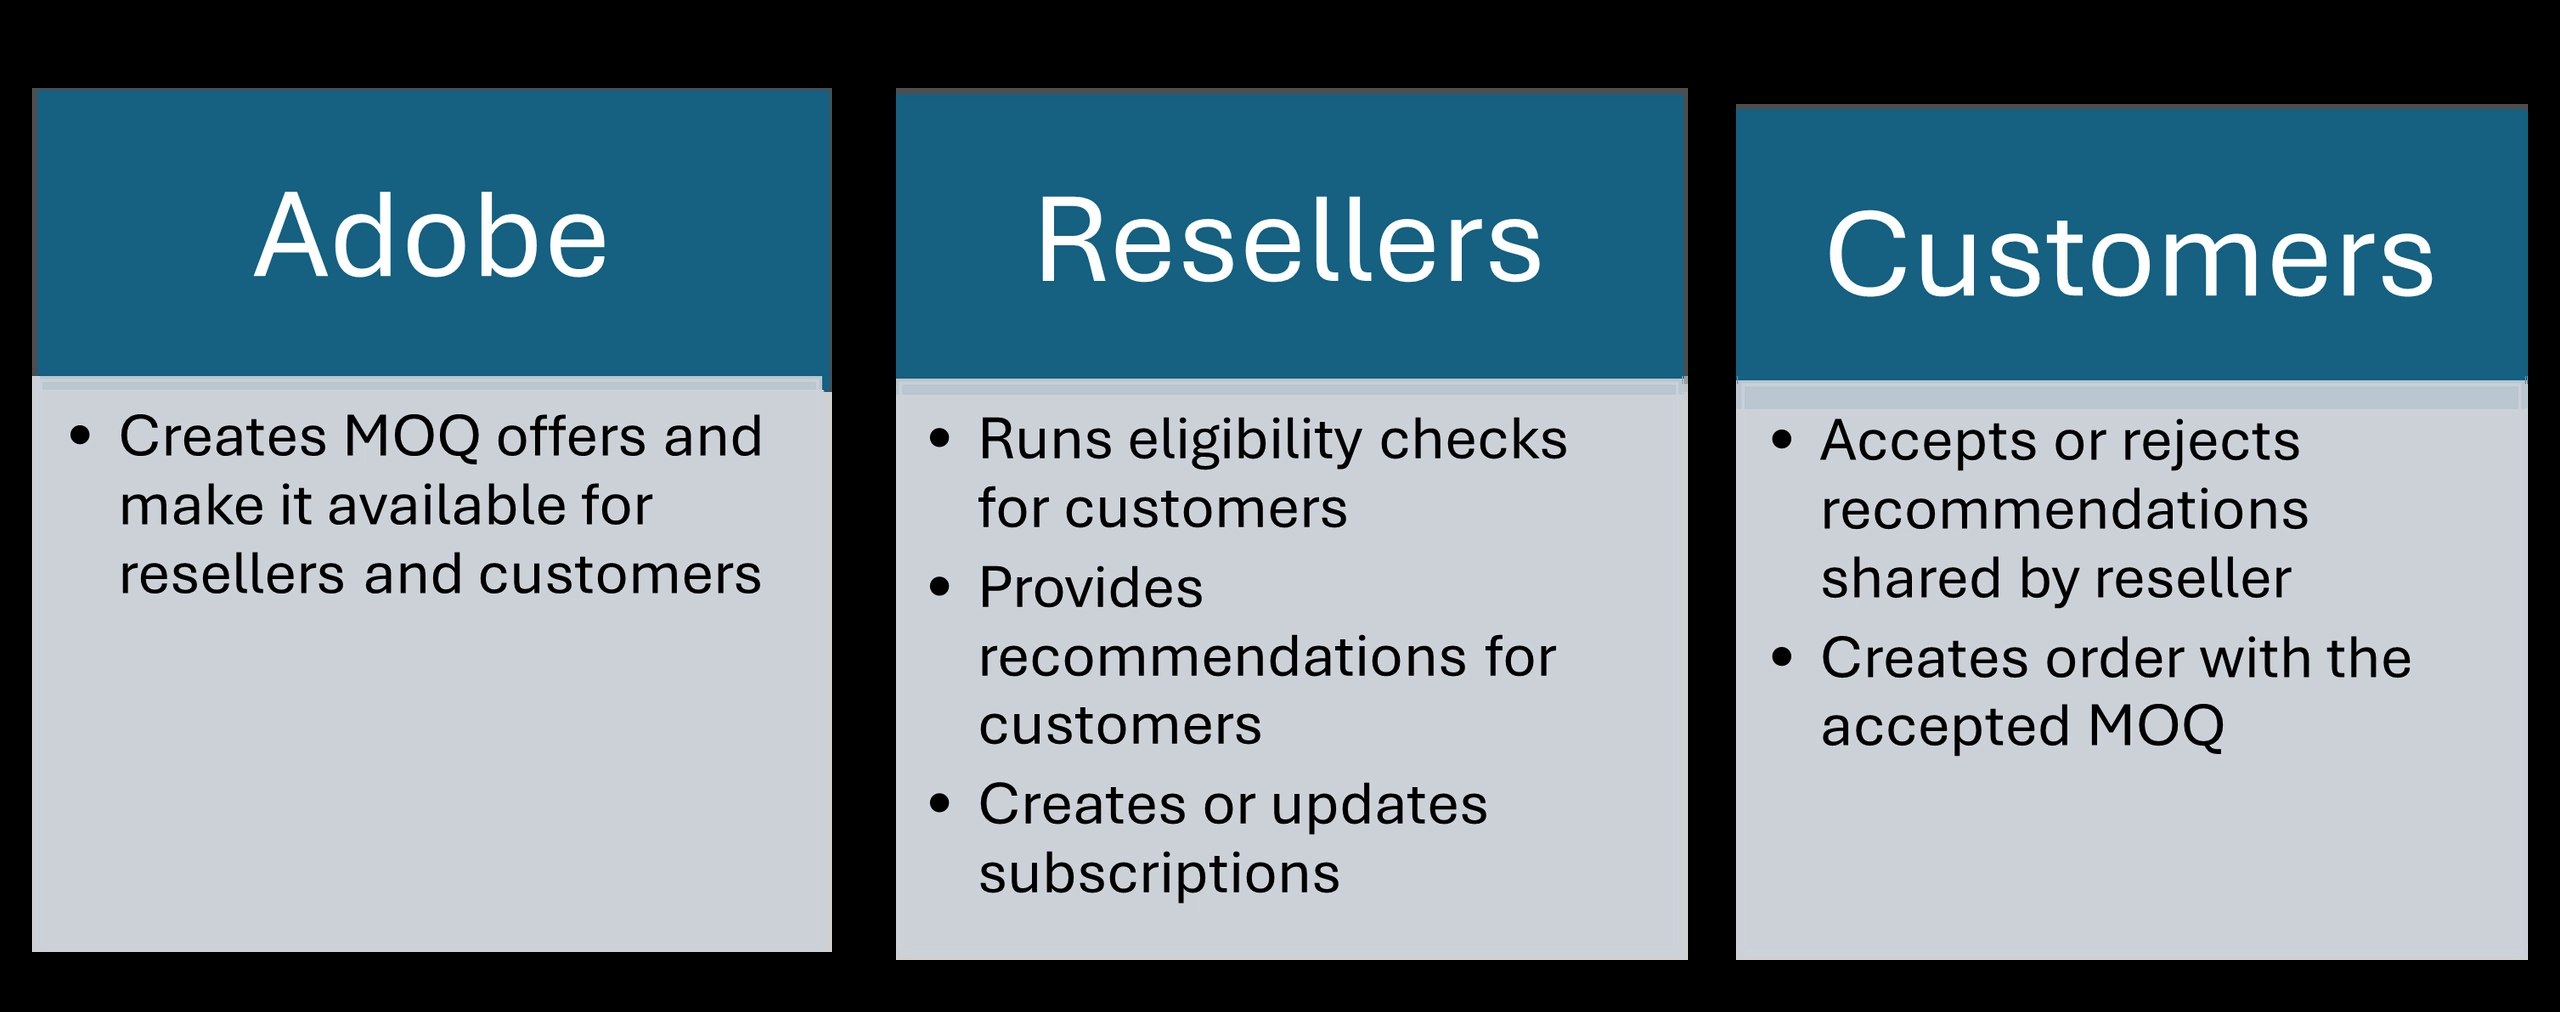 Adobe
• Creates MOQ offers and
make it available for
resellers and customers
Resellers
• Runs eligibility checks
for customers
• Provides
recommendations for
customers
• Creates or updates
subscriptions
Customers
• Accepts or rejects
recommendations
shared by reseller
• Creates order with the
accepted MOQ